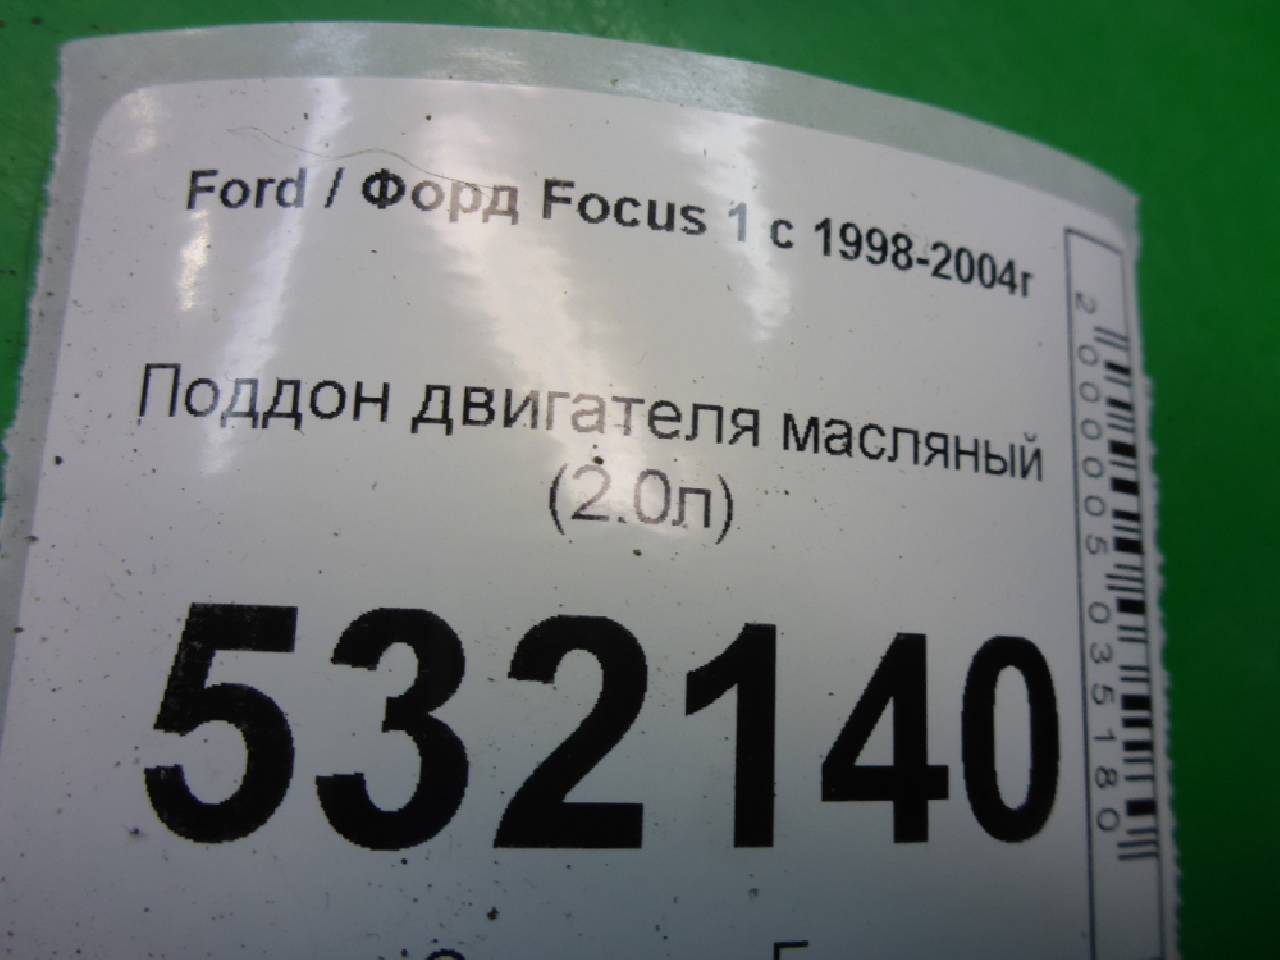 Ford / Форд Focus 1 с 1998-2004г
Поддон двигателя масляный
(2.0л)
532140
2000005035180